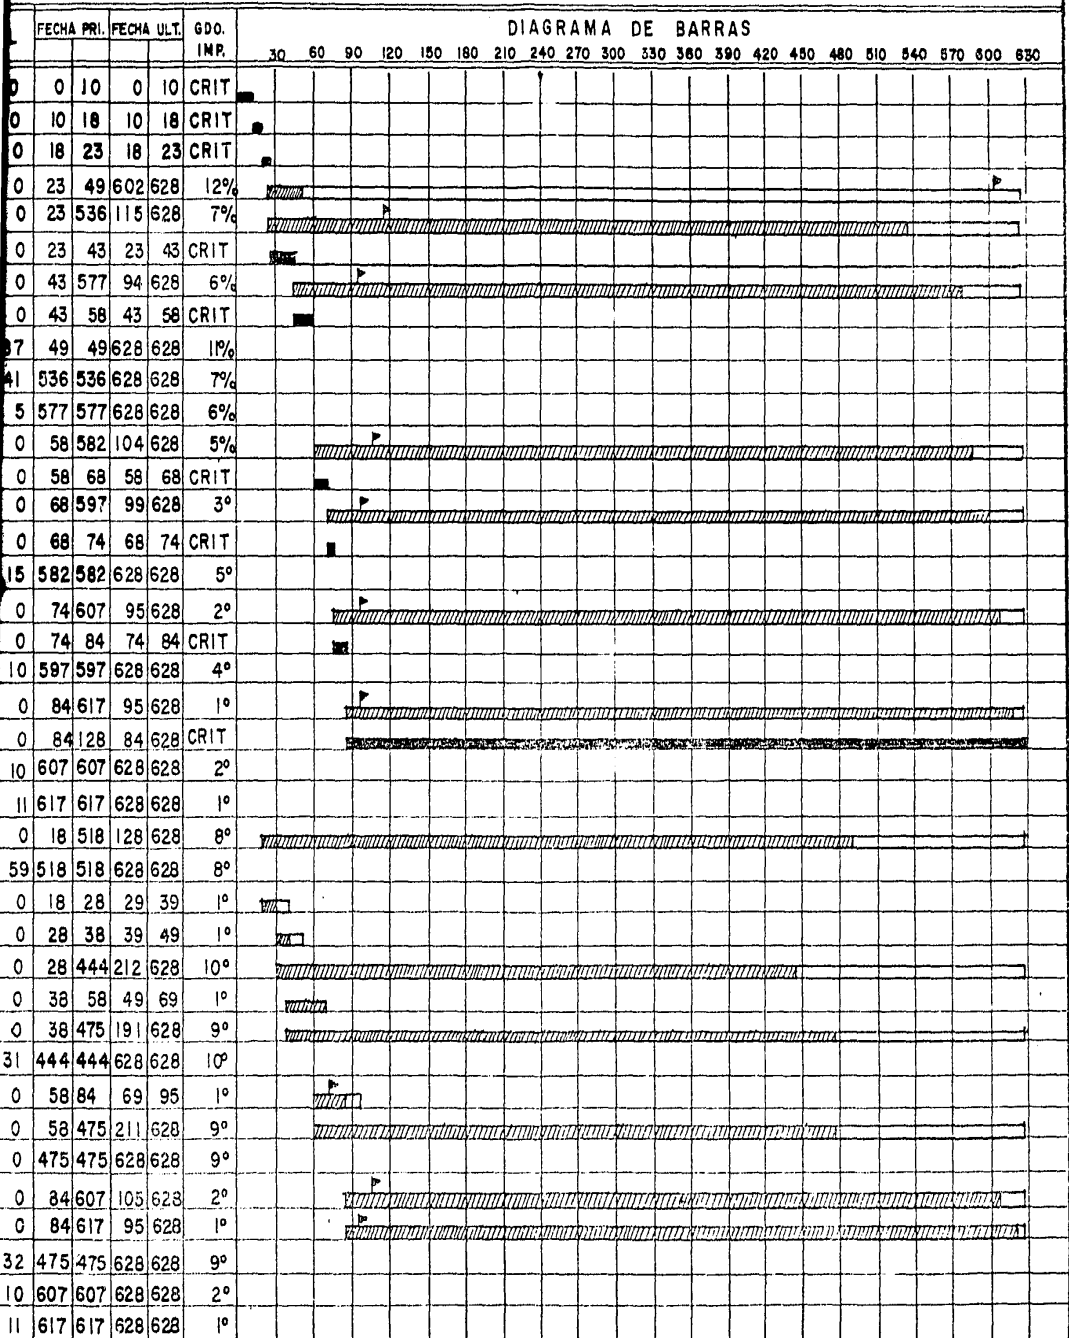 FECHA PRI. FECHA ULT. GDO. IMP. DIAGRAMA DE BARRAS
30 60 90 120 150 180 210 240 270 300 330 360 390 420 450 480 510 540 570 600 630
0 0 10 0 10 CRIT
0 10 18 10 18 CRIT
0 18 23 18 23 CRIT
0 23 49 602 628 12%
0 23 536 115 628 7%
0 23 43 23 43 CRIT
0 43 577 94 628 6%
0 43 58 43 58 CRIT
37 49 49 628 628 11%
41 536 536 628 628 7%
5 577 577 628 628 6%
0 58 582 104 628 5%
0 58 68 58 68 CRIT
0 68 597 99 628 3°
0 68 74 68 74 CRIT
15 582 582 628 628 5°
0 74 607 95 628 2°
0 74 84 74 84 CRIT
10 597 597 628 628 4°
0 84 617 95 628 1°
0 84 128 84 628 CRIT
10 607 607 628 628 2°
11 617 617 628 628 1°
0 18 518 128 628 8°
59 518 518 628 628 8°
0 18 28 29 39 1°
0 28 38 39 49 1°
0 28 444 212 628 10°
0 38 58 49 69 1°
0 38 475 191 628 9°
31 444 444 628 628 10°
0 58 84 69 95 1°
0 58 475 211 628 9°
0 475 475 628 628 9°
0 84 607 105 628 2°
0 84 617 95 628 1°
32 475 475 628 628 9°
10 607 607 628 628 2°
11 617 617 628 628 1°